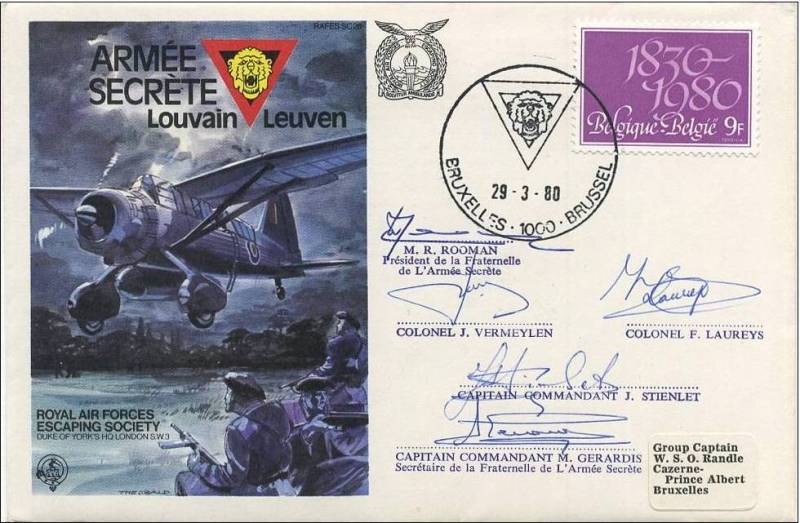 RAFES SC26
ARMÉE
SECRÈTE
Louvain Leuven
ROYAL AIR FORCES
ESCAPING SOCIETY
DUKE OF YORK'S HQ LONDON S.W.3
THEOBALD
1830-
1980
Belgique·België 9F
29-3-80
BRUXELLES · 1000 · BRUSSEL
M. R. ROOMAN
Président de la Fraternelle
de L'Armée Secrète
COLONEL J. VERMEYLEN
COLONEL F. LAUREYS
CAPITAIN COMMANDANT J. STIENLET
CAPITAIN COMMANDANT M. GERARDIS
Secrétaire de la Fraternelle de L'Armée Secrète
Group Captain
W. S. O. Randle
Cazerne-
Prince Albert
Bruxelles